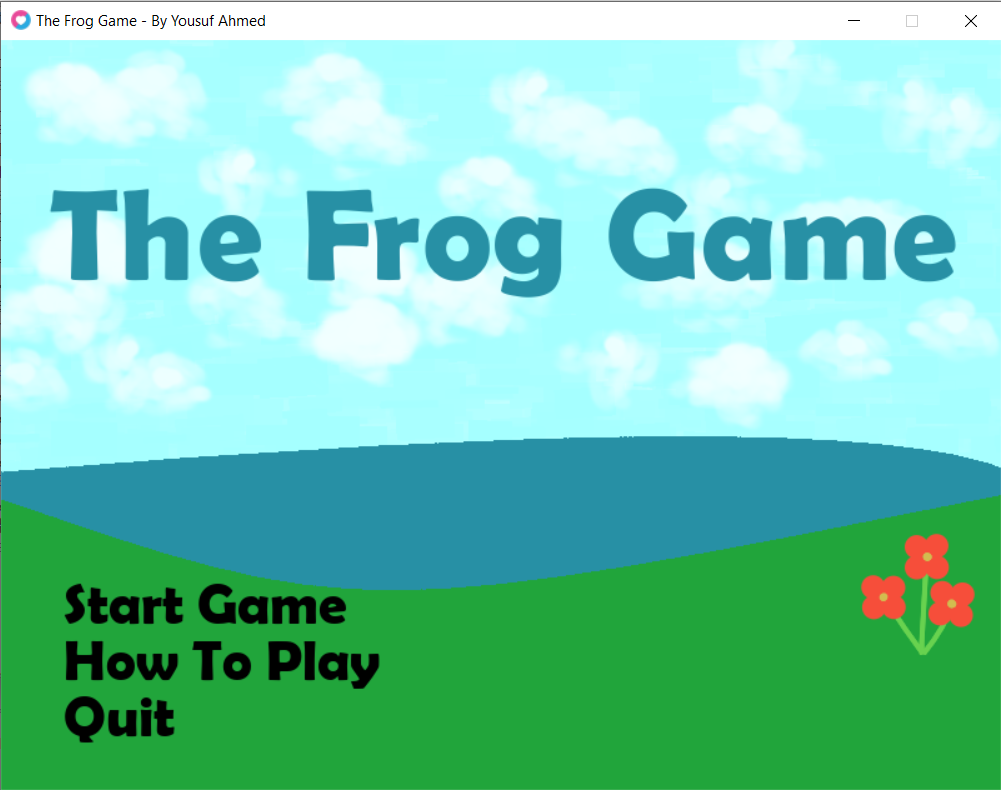 The Frog Game - By Yousuf Ahmed
The Frog Game
Start Game
How To Play
Quit